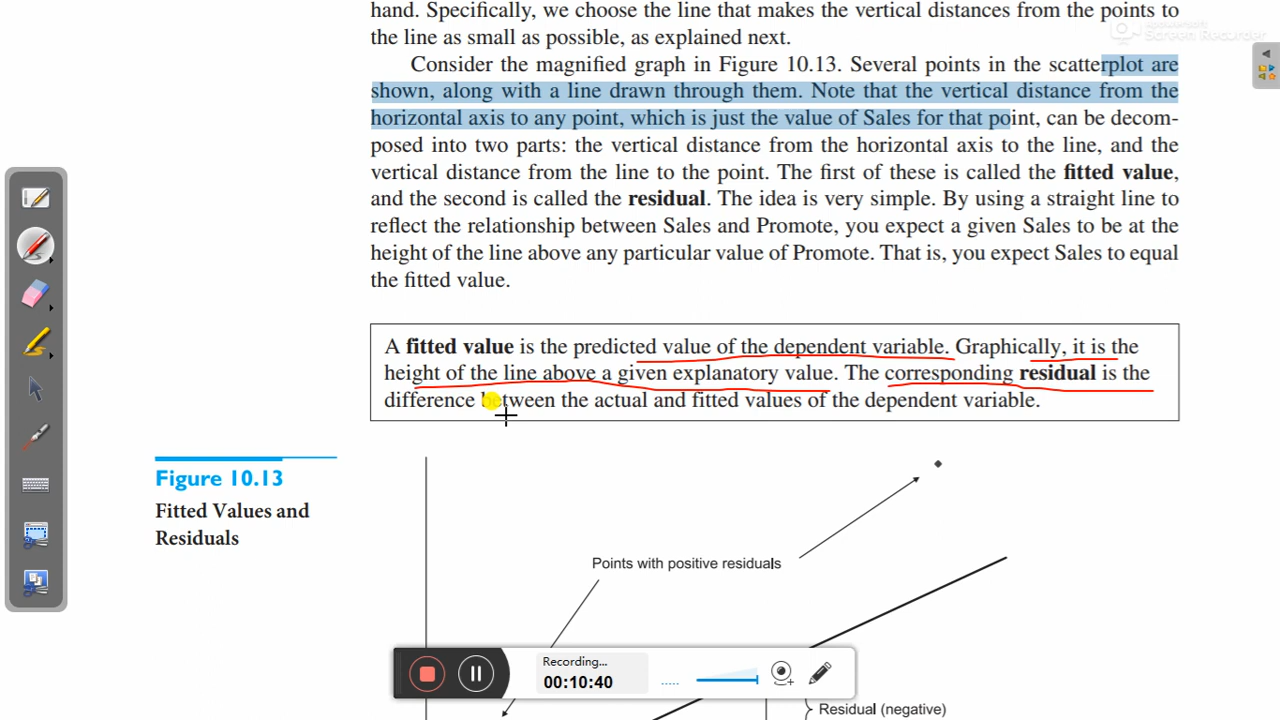 hand. Specifically, we choose the line that makes the vertical distances from the points to
the line as small as possible, as explained next.
Screen Recorder
Consider the magnified graph in Figure 10.13. Several points in the scatterplot are
shown, along with a line drawn through them. Note that the vertical distance from the
horizontal axis to any point, which is just the value of Sales for that point, can be decom-
posed into two parts: the vertical distance from the horizontal axis to the line, and the
vertical distance from the line to the point. The first of these is called the fitted value,
and the second is called the residual. The idea is very simple. By using a straight line to
reflect the relationship between Sales and Promote, you expect a given Sales to be at the
height of the line above any particular value of Promote. That is, you expect Sales to equal
the fitted value.
A fitted value is the predicted value of the dependent variable. Graphically, it is the
height of the line above a given explanatory value. The corresponding residual is the
difference between the actual and fitted values of the dependent variable.
Figure 10.13
Fitted Values and
Residuals
Points with positive residuals
Recording...
00:10:40
Residual (negative)